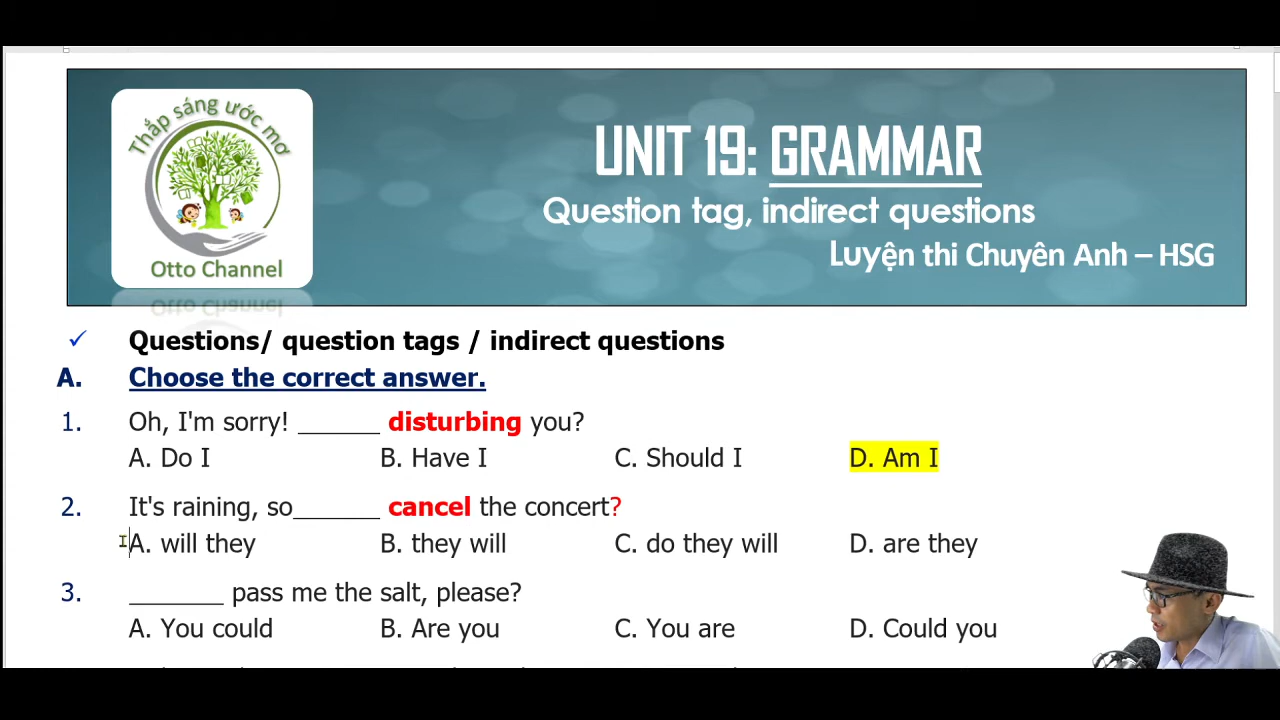 Thắp sáng ước mơ
Otto Channel
UNIT 19: GRAMMAR
Question tag, indirect questions
Luyện thi Chuyên Anh – HSG
✓ Questions/ question tags / indirect questions
A. Choose the correct answer.
1. Oh, I'm sorry! ______ disturbing you?
A. Do I B. Have I C. Should I D. Am I
2. It's raining, so_______ cancel the concert?
A. will they B. they will C. do they will D. are they
3. _______ pass me the salt, please?
A. You could B. Are you C. You are D. Could you